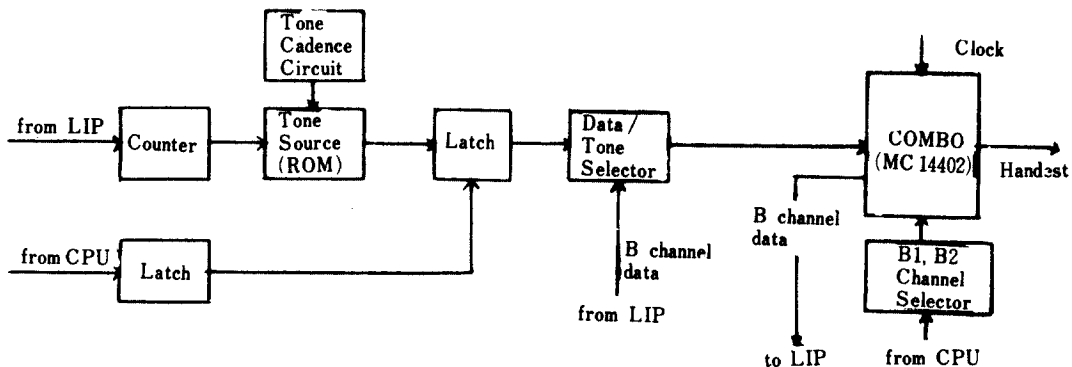 Tone
Cadence
Circuit
Clock
from LIP
Counter
Tone
Source
(ROM)
Latch
Data /
Tone
Selector
COMBO
(MC 14402)
Handest
from CPU
Latch
B channel
data
from LIP
B channel
data
to LIP
B1, B2
Channel
Selector
from CPU